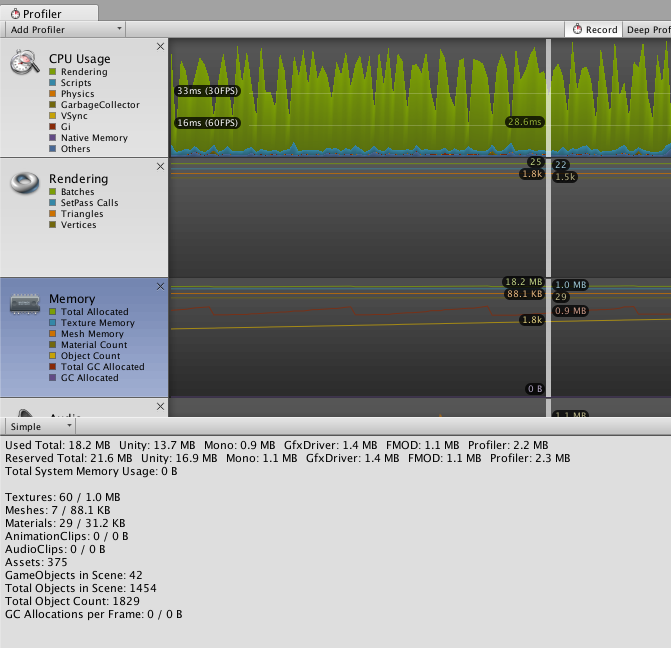 Profiler
Add Profiler
Record
Deep Prof
CPU Usage
Rendering
Scripts
Physics
GarbageCollector
VSync
Gi
Native Memory
Others
33ms (30FPS)
16ms (60FPS)
28.6ms
Rendering
Batches
SetPass Calls
Triangles
Vertices
25
22
1.8k
1.5k
Memory
Total Allocated
Texture Memory
Mesh Memory
Material Count
Object Count
Total GC Allocated
GC Allocated
18.2 MB
1.0 MB
88.1 KB
29
0.9 MB
1.8k
0 B
Audio
1.1 MB
Simple
Used Total: 18.2 MB Unity: 13.7 MB Mono: 0.9 MB GfxDriver: 1.4 MB FMOD: 1.1 MB Profiler: 2.2 MB
Reserved Total: 21.6 MB Unity: 16.9 MB Mono: 1.1 MB GfxDriver: 1.4 MB FMOD: 1.1 MB Profiler: 2.3 MB
Total System Memory Usage: 0 B
Textures: 60 / 1.0 MB
Meshes: 7 / 88.1 KB
Materials: 29 / 31.2 KB
AnimationClips: 0 / 0 B
AudioClips: 0 / 0 B
Assets: 375
GameObjects in Scene: 42
Total Objects in Scene: 1454
Total Object Count: 1829
GC Allocations per Frame: 0 / 0 B